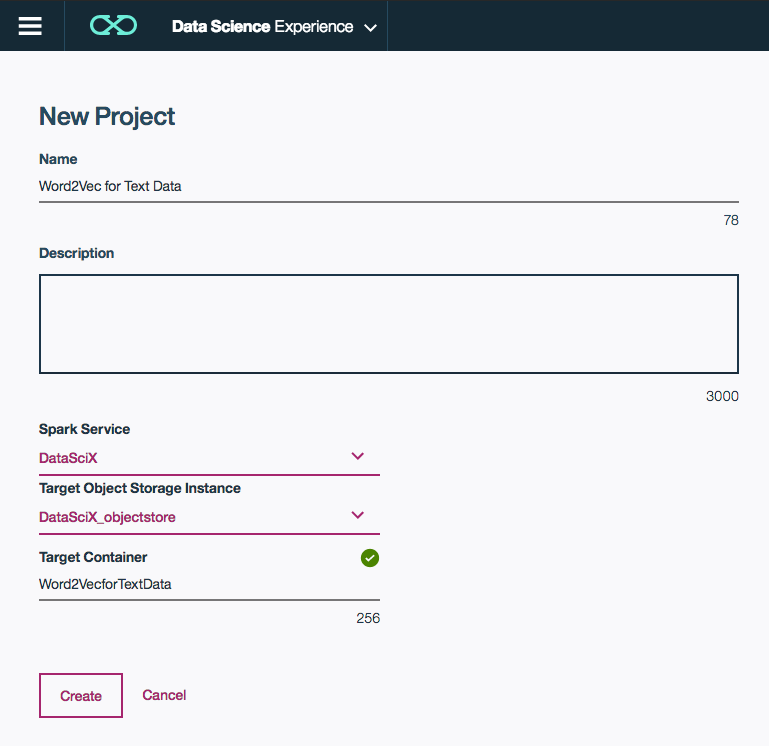 Data Science Experience
New Project
Name
Word2Vec for Text Data
78
Description
3000
Spark Service
DataSciX
Target Object Storage Instance
DataSciX_objectstore
Target Container
Word2VecforTextData
256
Create Cancel